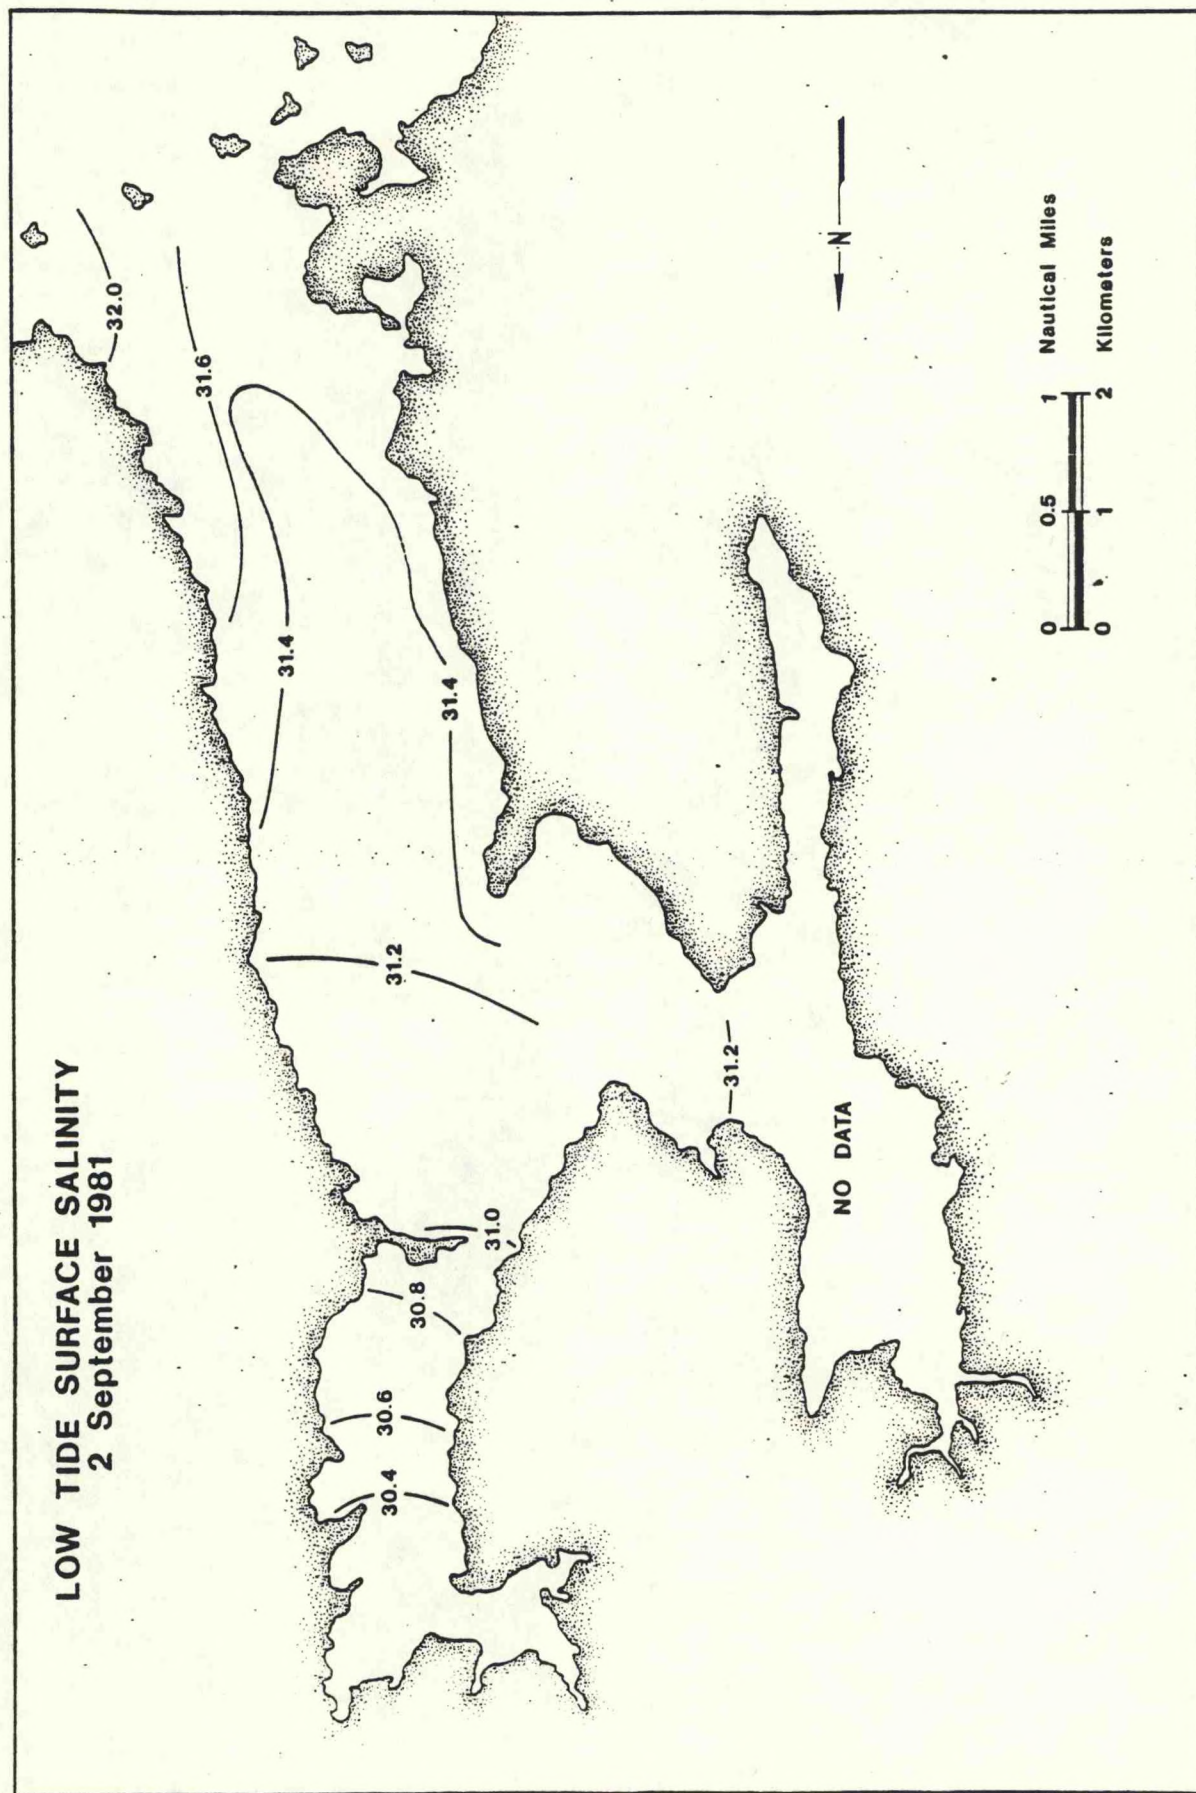 LOW TIDE SURFACE SALINITY
2 September 1981
30.4
30.6
30.8
31.0
31.2
31.4
31.4
31.6
32.0
31.2
NO DATA
N
0 0.5 1 Nautical Miles
0 1 2 Kilometers